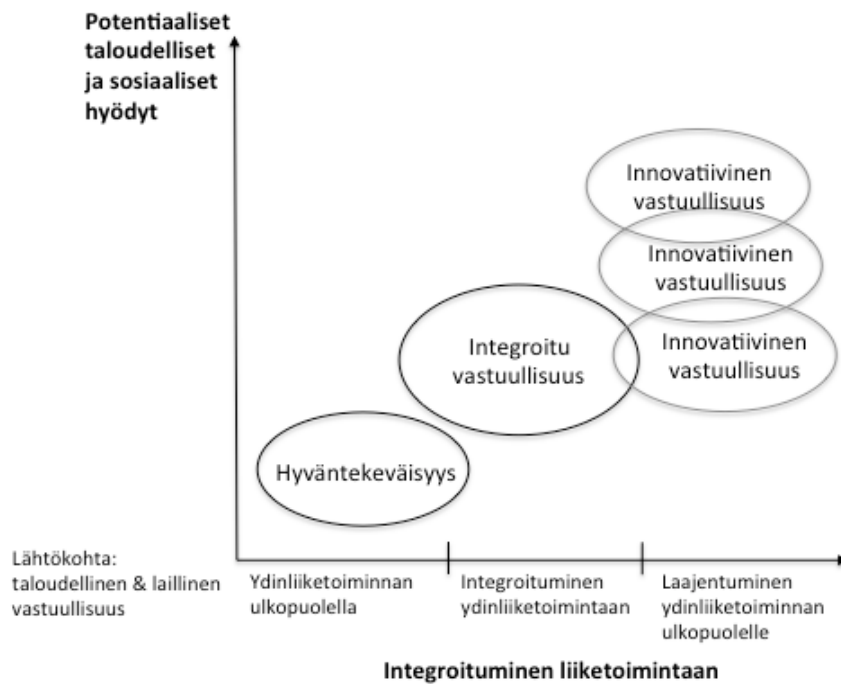 Potentiaaliset
taloudelliset
ja sosiaaliset
hyödyt
Innovatiivinen
vastuullisuus
Innovatiivinen
vastuullisuus
Innovatiivinen
vastuullisuus
Integroitu
vastuullisuus
Hyväntekeväisyys
Lähtökohta:
taloudellinen & laillinen
vastuullisuus
Ydinliiketoiminnan
ulkopuolella
Integroituminen
ydinliiketoimintaan
Laajentuminen
ydinliiketoiminnan
ulkopuolelle
Integroituminen liiketoimintaan